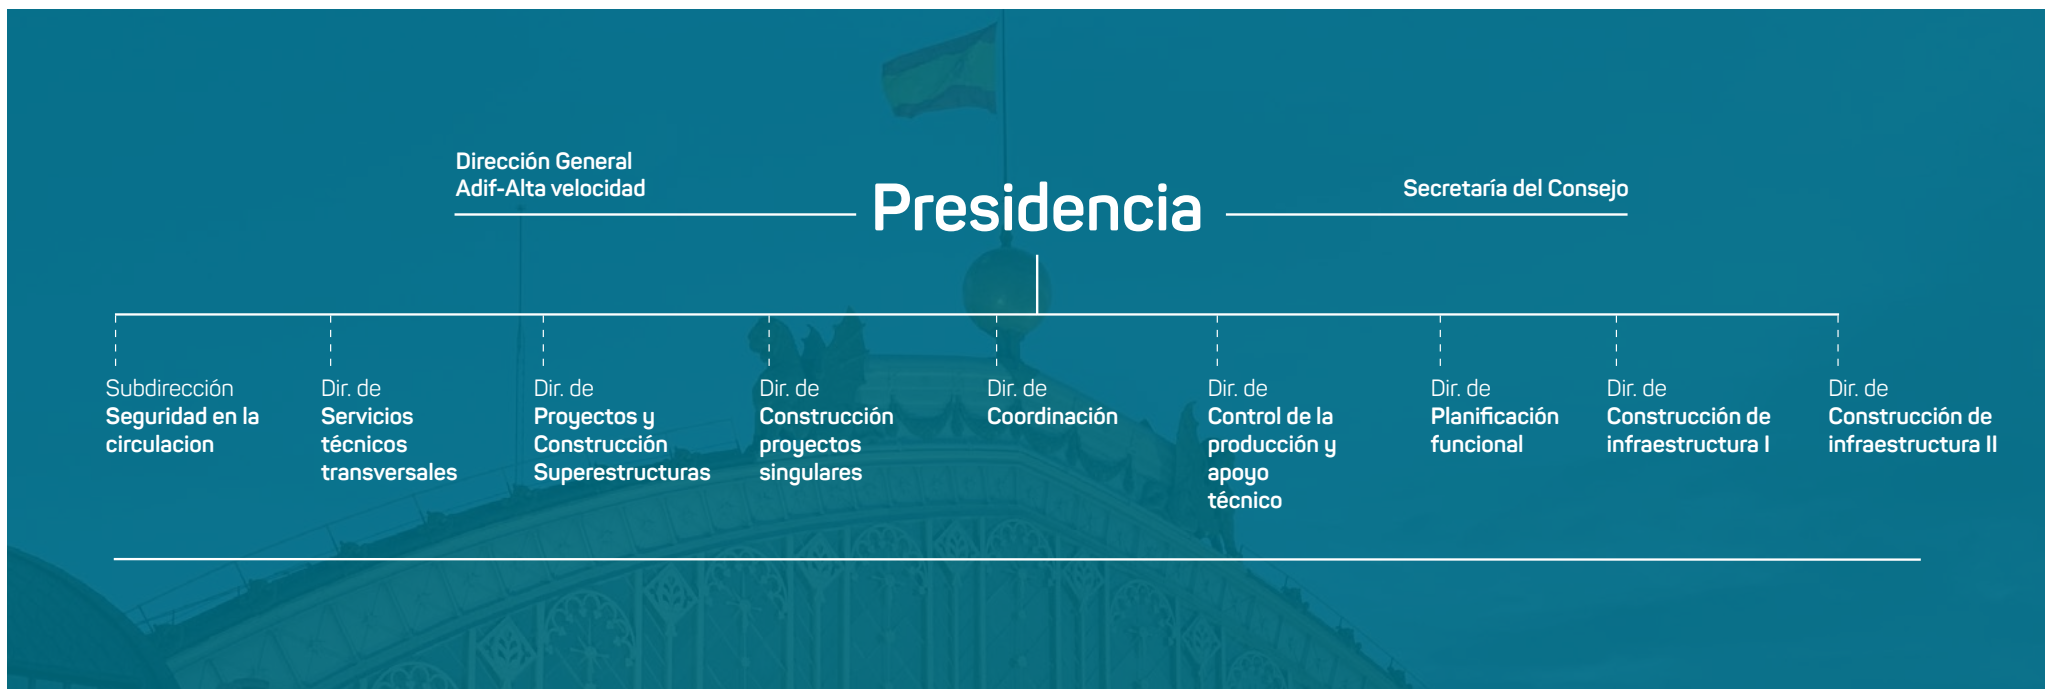 Dirección General
Adif-Alta velocidad
Presidencia
Secretaría del Consejo
Subdirección
Seguridad en la
circulacion
Dir. de
Servicios
técnicos
transversales
Dir. de
Proyectos y
Construcción
Superestructuras
Dir. de
Construcción
proyectos
singulares
Dir. de
Coordinación
Dir. de
Control de la
producción y
apoyo
técnico
Dir. de
Planificación
funcional
Dir. de
Construcción de
infraestructura I
Dir. de
Construcción de
infraestructura II